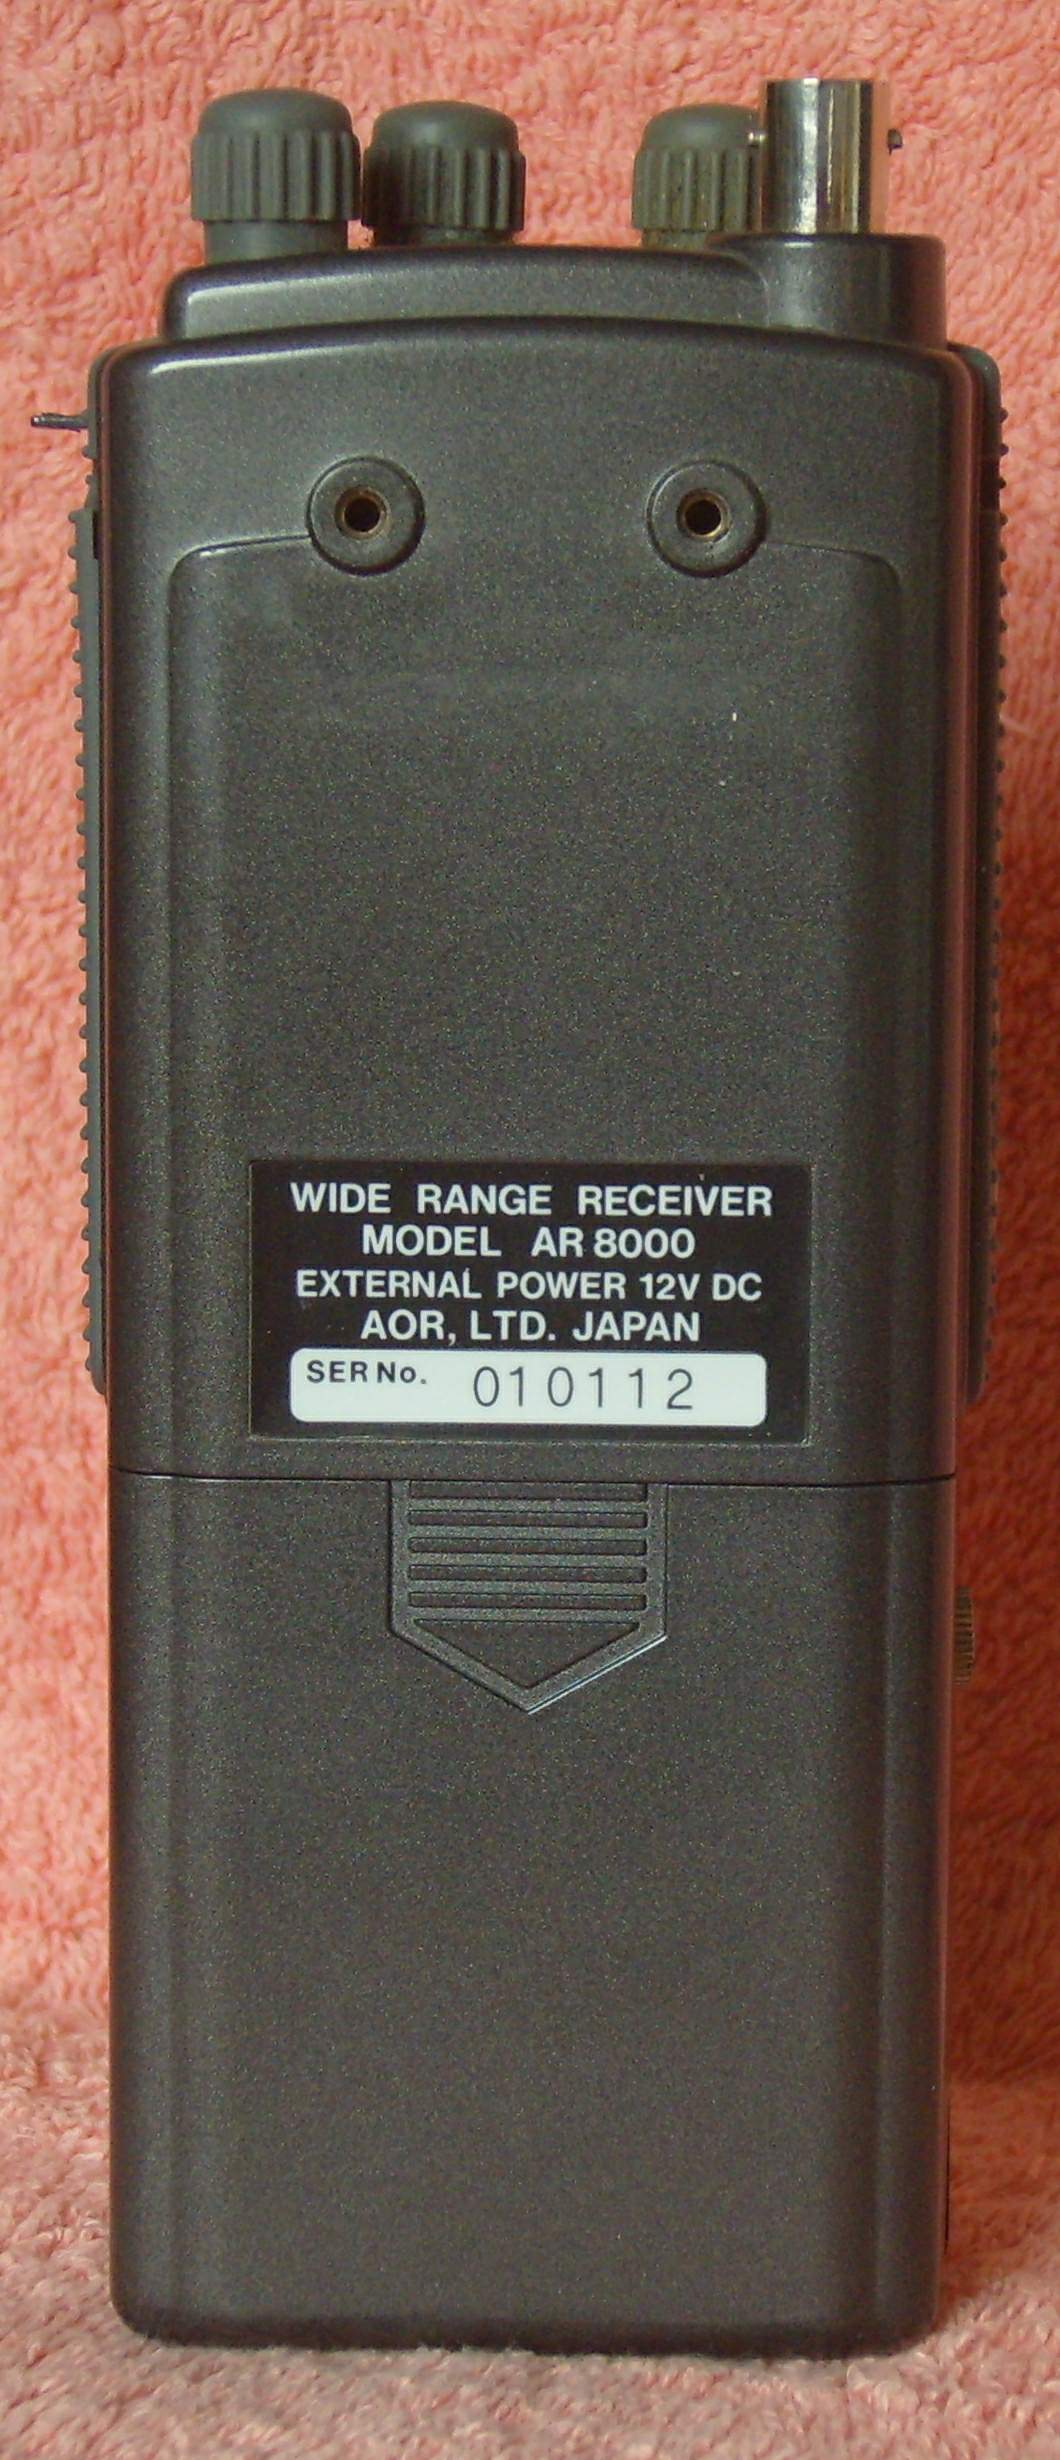 WIDE RANGE RECEIVER
MODEL AR 8000
EXTERNAL POWER 12V DC
AOR, LTD. JAPAN
SER No. 010112